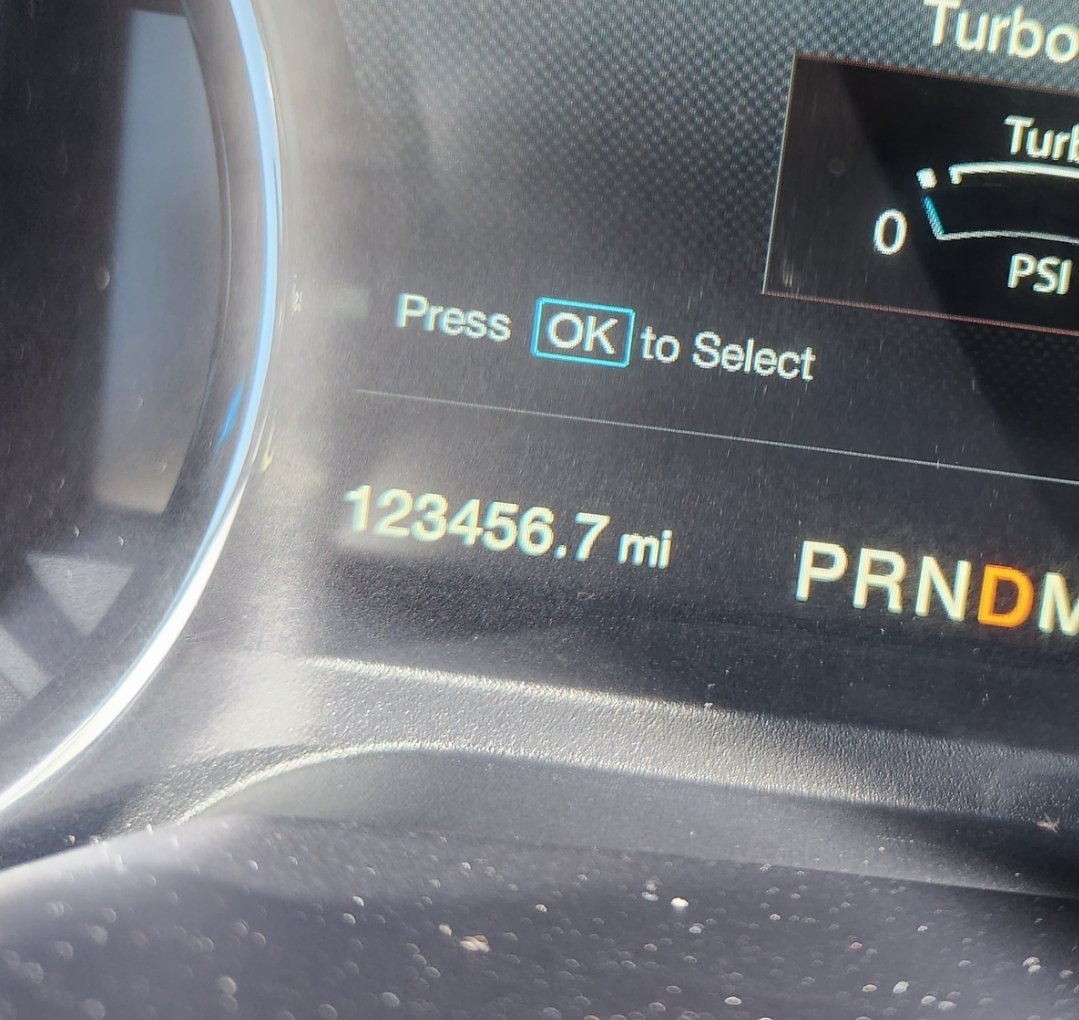 Turbo
Turb
0
PSI
Press OK to Select
123456.7 mi
PRNDM